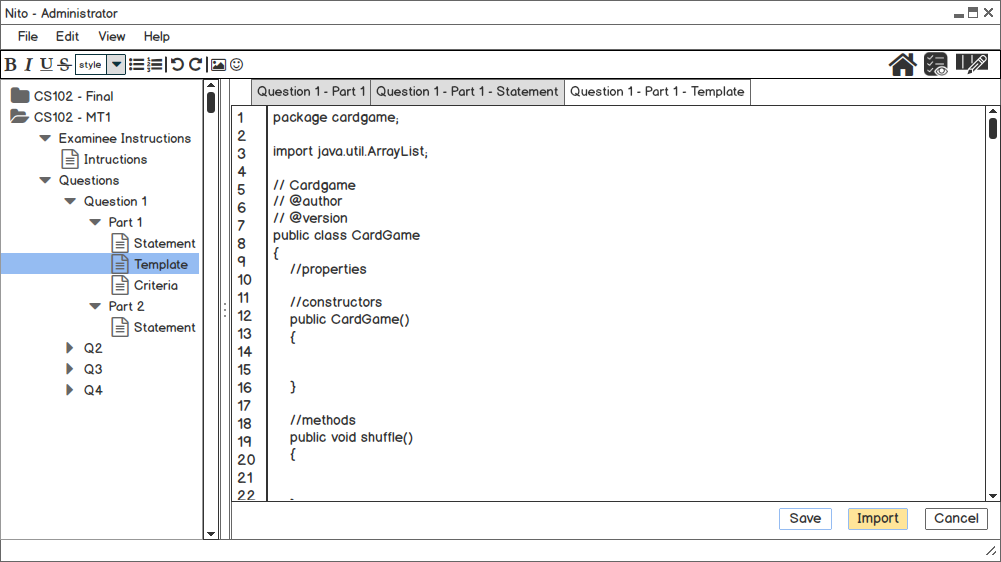 Nito - Administrator
File Edit View Help
B I U S style
CS102 - Final
CS102 - MT1
Examinee Instructions
Intructions
Questions
Question 1
Part 1
Statement
Template
Criteria
Part 2
Statement
Q2
Q3
Q4
Question 1 - Part 1 Question 1 - Part 1 - Statement Question 1 - Part 1 - Template
1 package cardgame;
2
3 import java.util.ArrayList;
4
5 // Cardgame
6 // @author
7 // @version
8 public class CardGame
9 {
10 //properties
11 //constructors
12 public CardGame()
13 {
14
15
16 }
17
18 //methods
19 public void shuffle()
20 {
21
22
Save Import Cancel